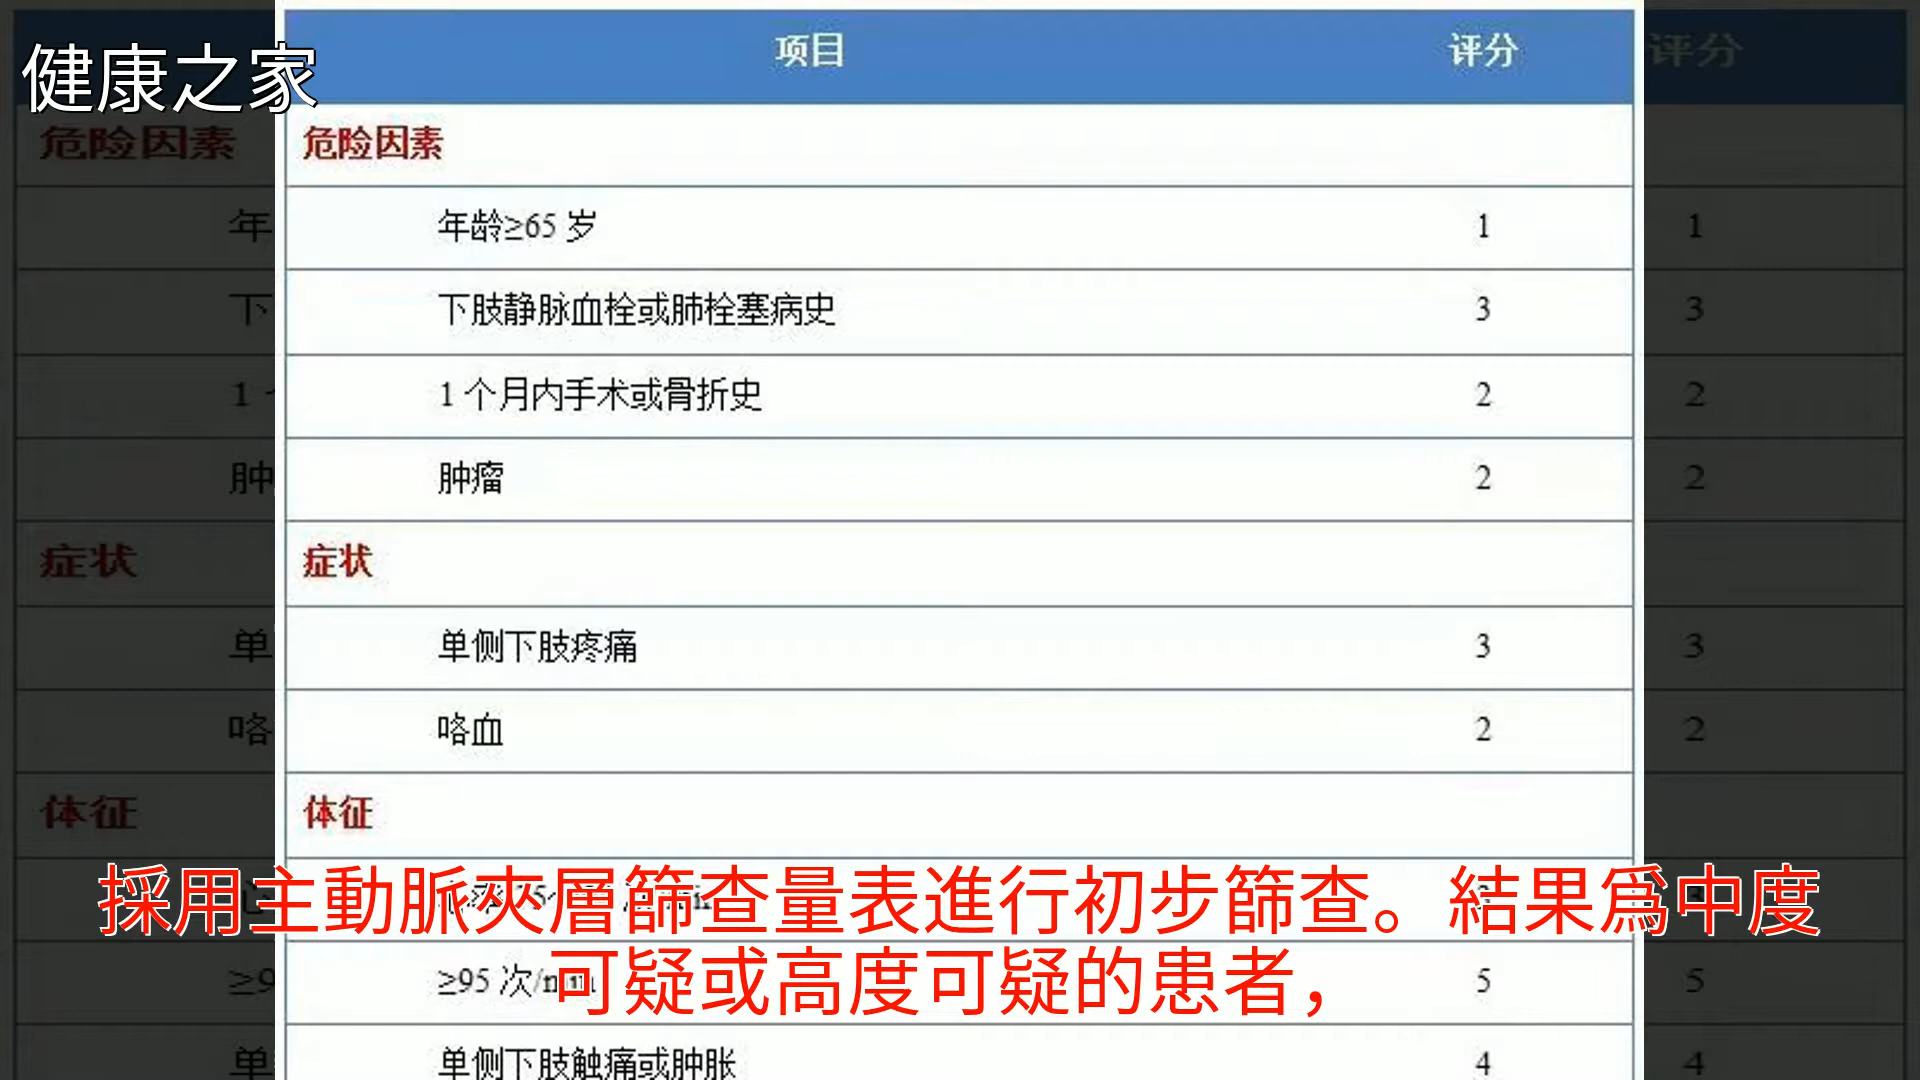 健康之家
项目 评分
危险因素
年龄≥65 岁 1
下肢静脉血栓或肺栓塞病史 3
1 个月内手术或骨折史 2
肿瘤 2
症状
单侧下肢疼痛 3
咯血 2
体征
採用主動脈夾層篩查量表進行初步篩查。結果爲中度
可疑或高度可疑的患者，
≥95 次/min 5
单侧下肢触痛或肿胀 4